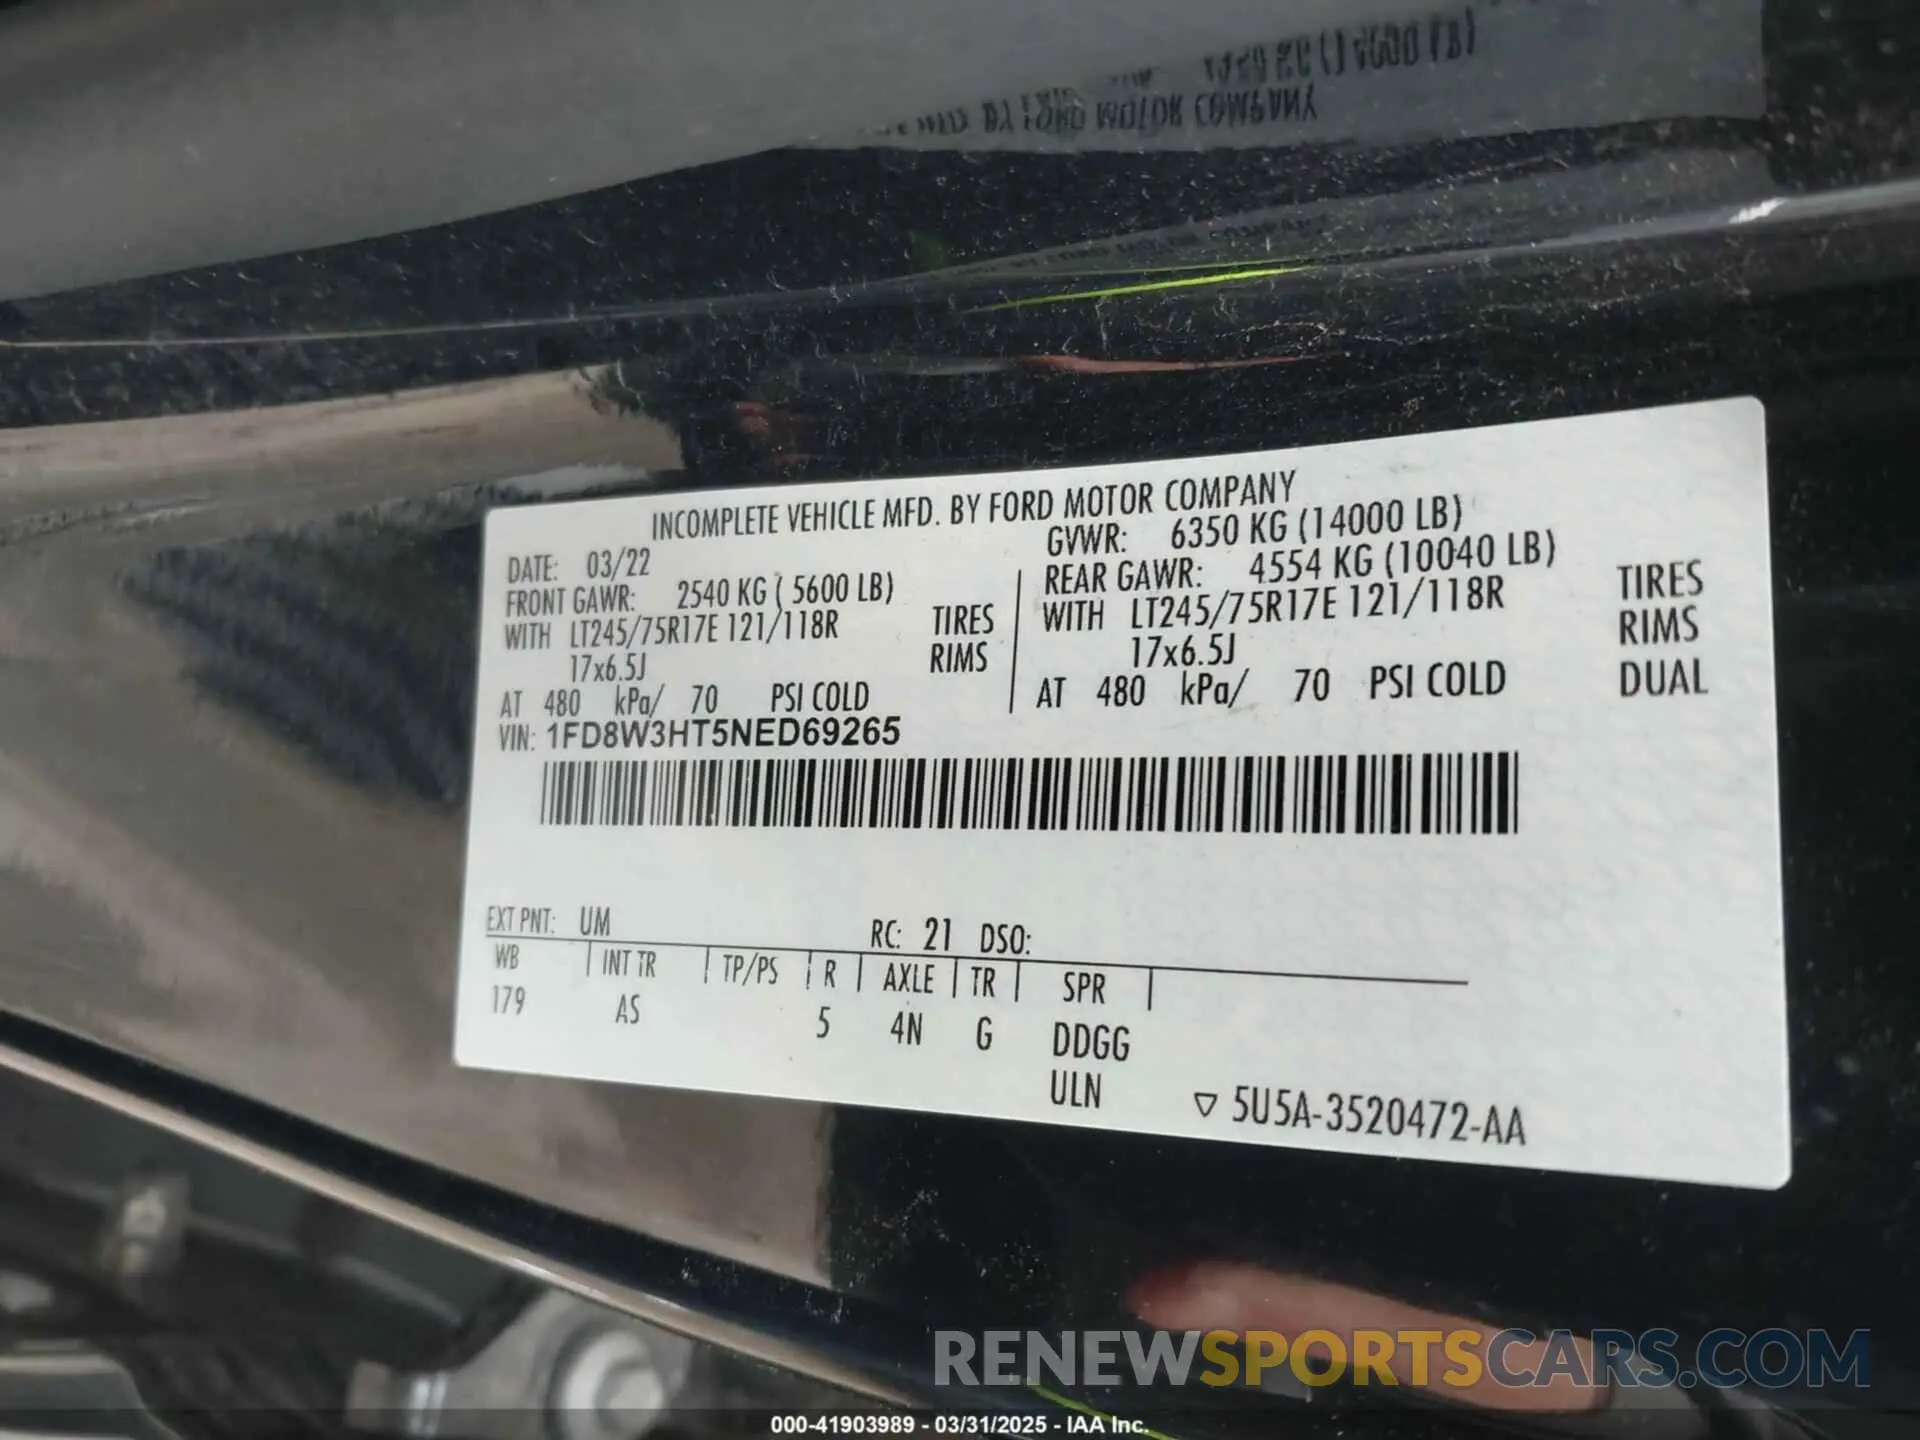 INCOMPLETE VEHICLE MFD. BY FORD MOTOR COMPANY
DATE: 03/22
GVWR: 6350 KG (14000 LB)
FRONT GAWR: 2540 KG ( 5600 LB)
REAR GAWR: 4554 KG (10040 LB)
WITH LT245/75R17E 121/118R TIRES
WITH LT245/75R17E 121/118R TIRES
17x6.5J RIMS
17x6.5J RIMS
AT 480 kPa/ 70 PSI COLD
AT 480 kPa/ 70 PSI COLD DUAL
VIN: 1FD8W3HT5NED69265
EXT PNT: UM RC: 21 DSO:
WB INT TR TP/PS R AXLE TR SPR
179 AS 5 4N G DDGG
ULN
▽ 5U5A-3520472-AA
RENEWSPORTSCARS.COM
000-41903989 - 03/31/2025 - IAA Inc.